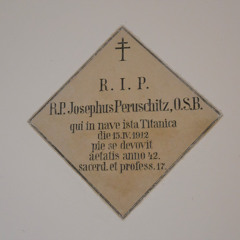 R. I. P.
R.P. Josephus Peruschitz, O.S.B.
qui in nave ista Titanica
die 15. IV. 1912
pie se devovit
aetatis anno 42.
sacerd. et profess. 17.